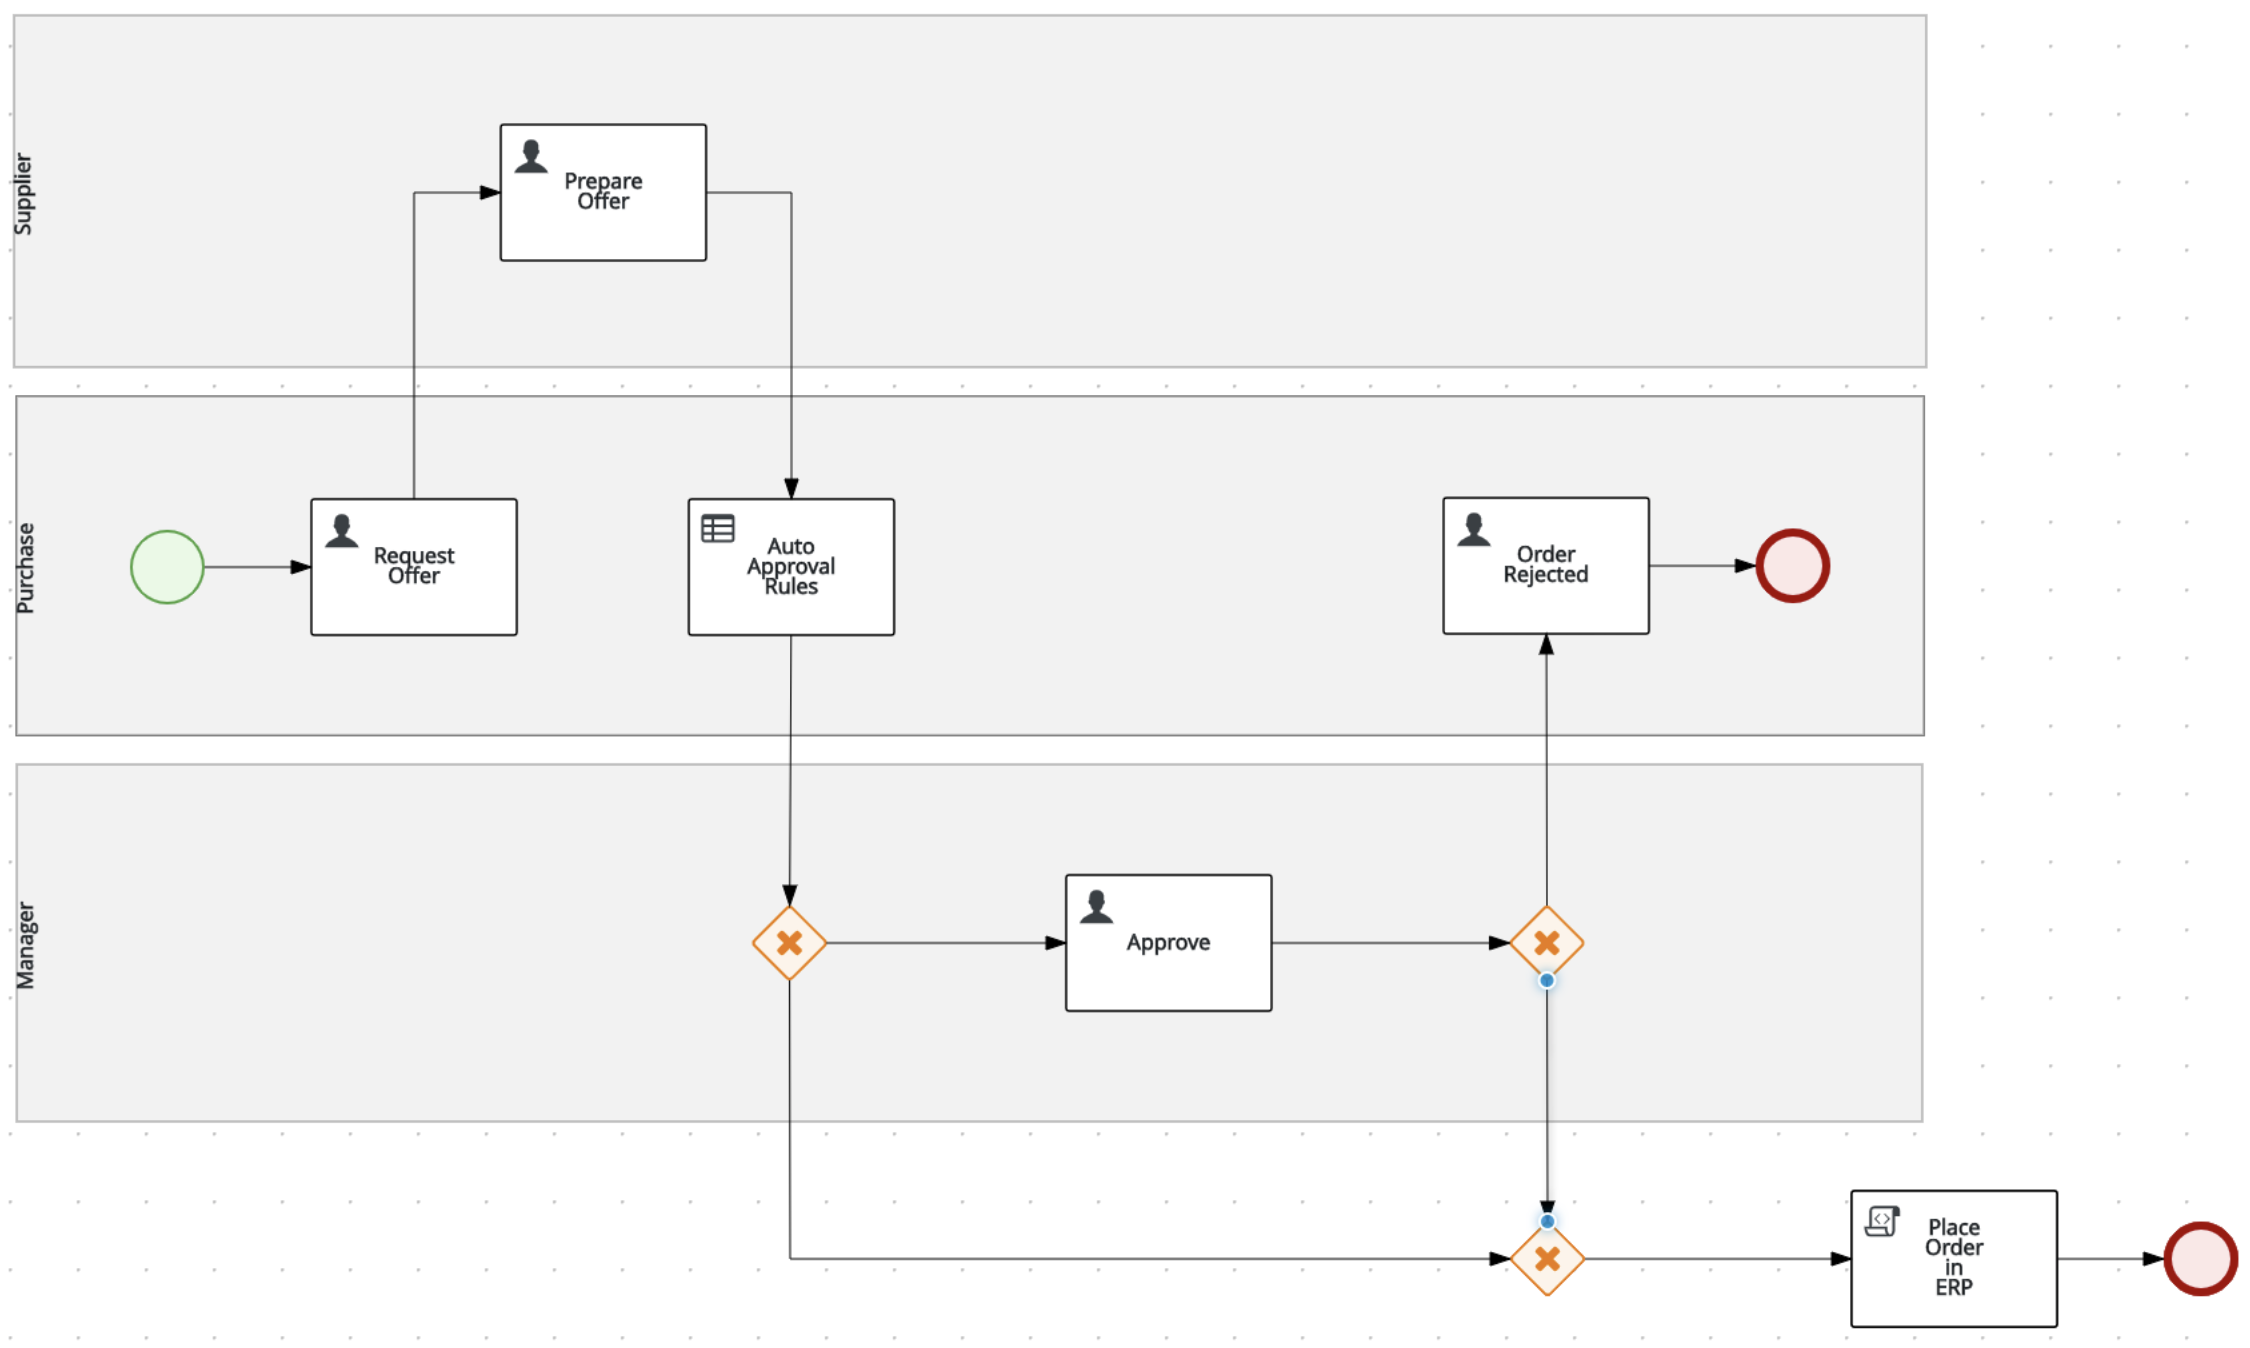 Supplier
Prepare
Offer
Purchase
Request
Offer
Auto
Approval
Rules
Order
Rejected
Manager
Approve
Place
Order
in
ERP